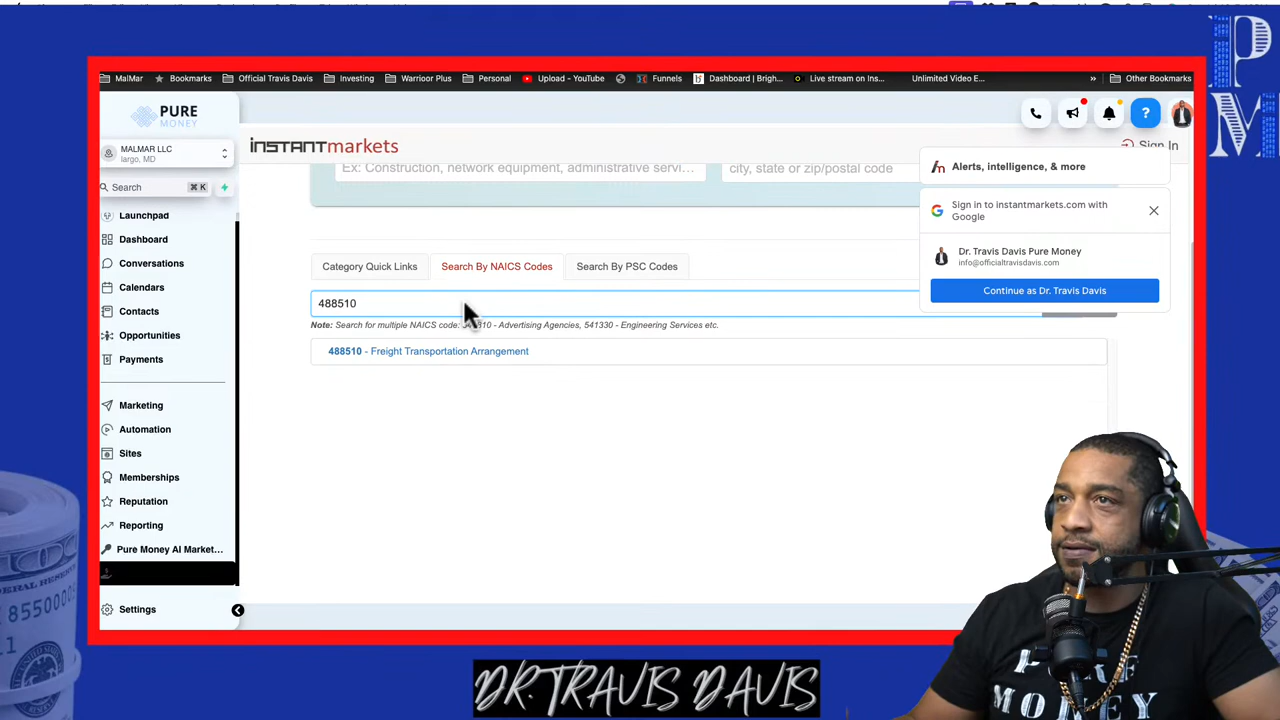 MalMar
Bookmarks
Official Travis Davis
Investing
Warrioor Plus
Personal
Upload - YouTube
Funnels
Dashboard | Brigh...
Live stream on Ins...
Unlimited Video E...
»
Other Bookmarks
PURE
MONEY
MALMAR LLC
largo, MD
Search
⌘ K
Launchpad
Dashboard
Conversations
Calendars
Contacts
Opportunities
Payments
Marketing
Automation
Sites
Memberships
Reputation
Reporting
Pure Money AI Market...
Settings
instantmarkets
?
Sign In
Ex: Construction, network equipment, administrative servi...
city, state or zip/postal code
Alerts, intelligence, & more
Sign in to instantmarkets.com with
Google
Dr. Travis Davis Pure Money
info@officialtravisdavis.com
Continue as Dr. Travis Davis
Category Quick Links
Search By NAICS Codes
Search By PSC Codes
488510
Note: Search for multiple NAICS code: 541810 - Advertising Agencies, 541330 - Engineering Services etc.
488510 - Freight Transportation Arrangement
P
M
PURE
MONEY
DR. TRAVIS DAVIS